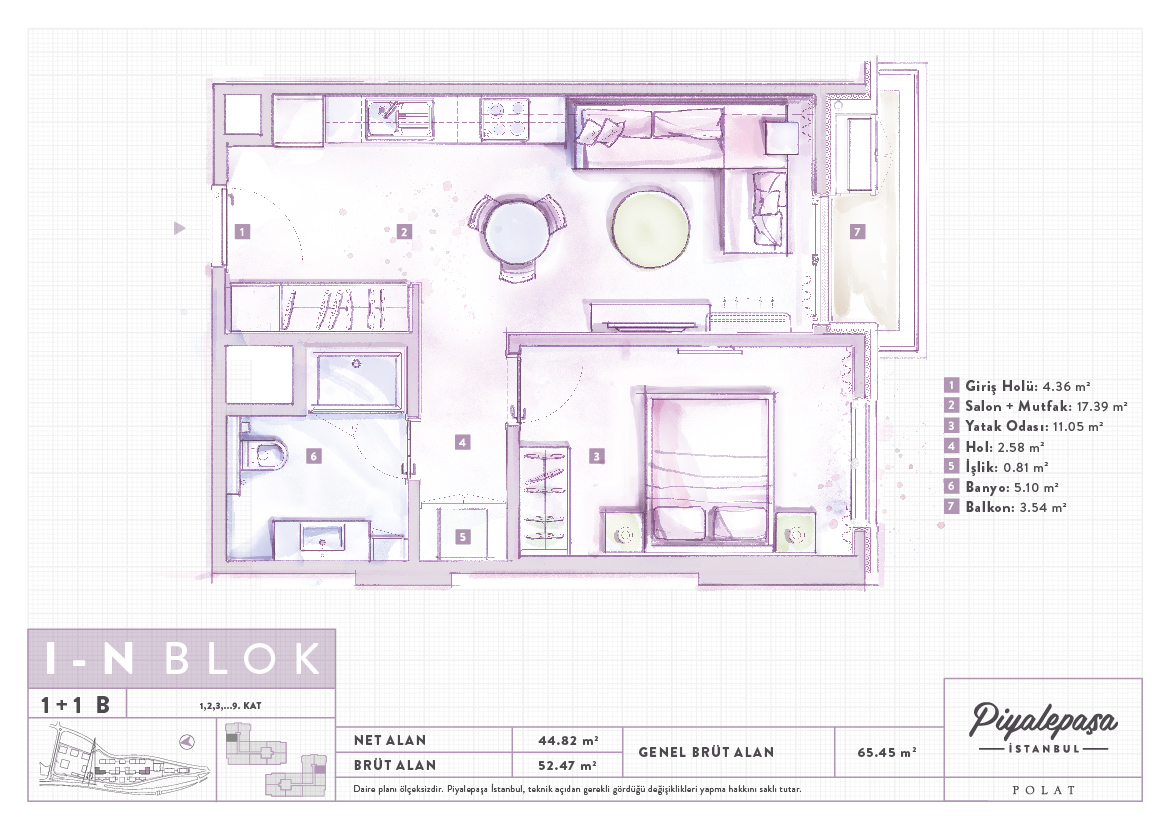 1
2
7
3
4
6
5
1 Giriş Holü: 4.36 m²
2 Salon + Mutfak: 17.39 m²
3 Yatak Odası: 11.05 m²
4 Hol: 2.58 m²
5 İşlik: 0.81 m²
6 Banyo: 5.10 m²
7 Balkon: 3.54 m²
I-N BLOK
1+1 B
1,2,3,...9. KAT
NET ALAN 44.82 m²
BRÜT ALAN 52.47 m²
GENEL BRÜT ALAN 65.45 m²
Daire planı ölçeksizdir. Piyalepaşa İstanbul, teknik açıdan gerekli gördüğü değişiklikleri yapma hakkını saklı tutar.
Piyalepaşa
İSTANBUL
POLAT